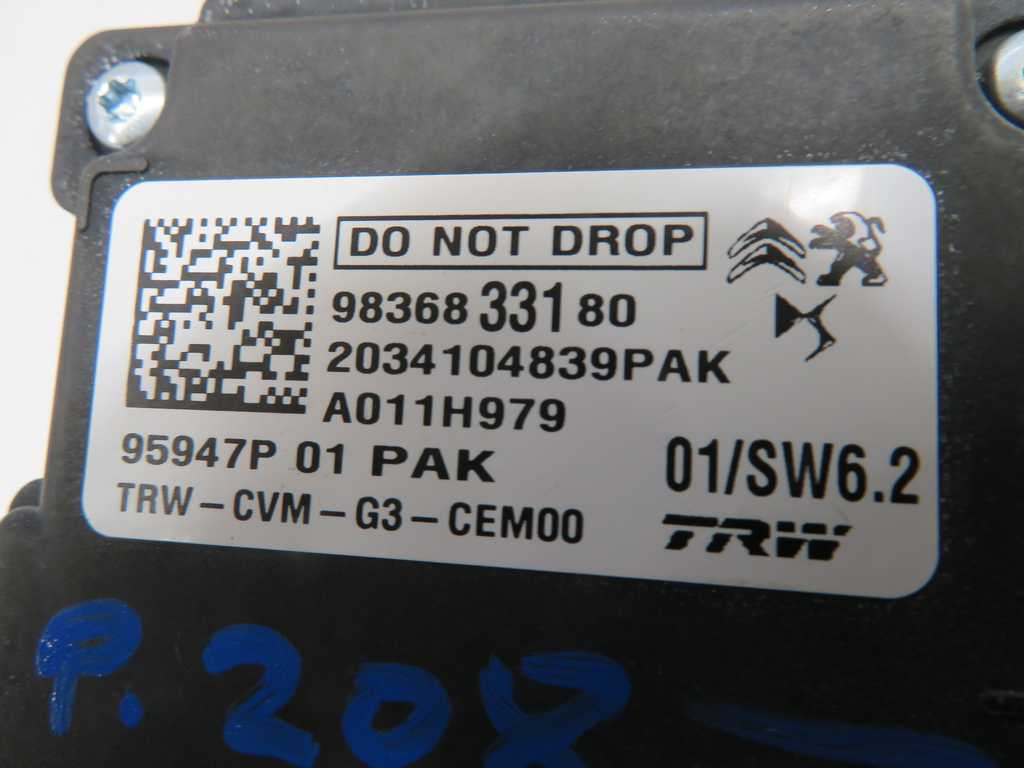 DO NOT DROP
98368 331 80
2034104839PAK
A011H979
95947P 01 PAK
01/SW6.2
TRW-CVM-G3-CEM00
TRW
P.208